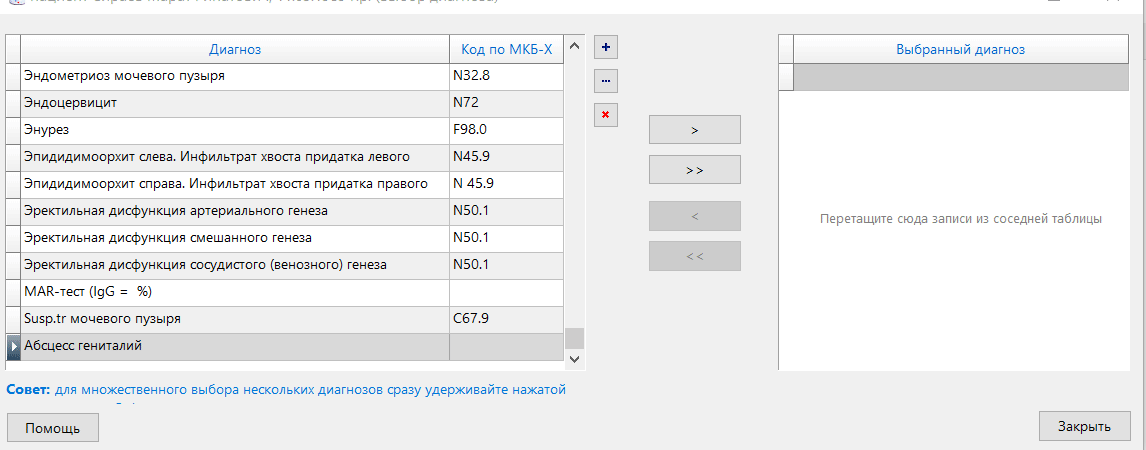 Диагноз Код по МКБ-X
Эндометриоз мочевого пузыря N32.8
Эндоцервицит N72
Энурез F98.0
Эпидидимоорхит слева. Инфильтрат хвоста придатка левого N45.9
Эпидидимоорхит справа. Инфильтрат хвоста придатка правого N 45.9
Эректильная дисфункция артериального генеза N50.1
Эректильная дисфункция смешанного генеза N50.1
Эректильная дисфункция сосудистого (венозного) генеза N50.1
MAR-тест (IgG = %)
Susp.tr мочевого пузыря C67.9
Абсцесс гениталий
Совет: для множественного выбора нескольких диагнозов сразу удерживайте нажатой
Помощь
+
...
>
>>
<
<<
Выбранный диагноз
Перетащите сюда записи из соседней таблицы
Закрыть